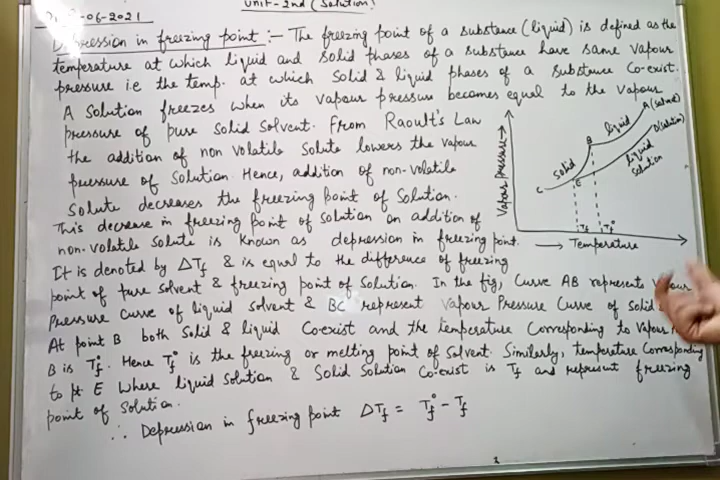 Unit-2nd (Solution)
-06-2021
Depression in freezing point :- The freezing point of a substance (liquid) is defined as the
temperature at which liquid and solid phases of a substance have same vapour
pressure i.e the temp. at which solid & liquid phases of a substance Co-exist.
A solution freezes when its vapour pressure becomes equal to the vapour
pressure of pure solid solvent. From Raoult's Law
the addition of non volatile solute lowers the vapour
pressure of solution. Hence, addition of non-volatile
solute decreases the freezing point of solution.
This decrease in freezing point of solution on addition of
non-volatile solute is known as depression in freezing point.
It is denoted by ΔTf & is equal to the difference of freezing
point of pure solvent & freezing point of solution. In the fig, curve AB represents vapour
pressure curve of liquid solvent & BC represent vapour Pressure Curve of solid
At point B both solid & liquid Co-exist and the temperature corresponding to vapour
B is Tf°. Hence Tf° is the freezing or melting point of solvent. Similarly, temperature corresponding
to pt E where liquid solution & solid solution Co-exist is Tf and represent freezing
point of solution.
∴ Depression in freezing point ΔTf = Tf° - Tf
Vapour pressure →
A (solvent)
liquid
B
D (solution)
liquid
solution
solid
C
E
Tf
Tf°
→ Temperature